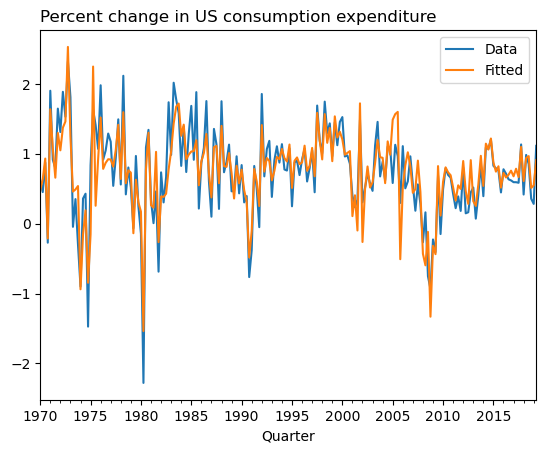 Percent change in US consumption expenditure
Data
Fitted
2
1
0
−1
−2
1970 1975 1980 1985 1990 1995 2000 2005 2010 2015
Quarter